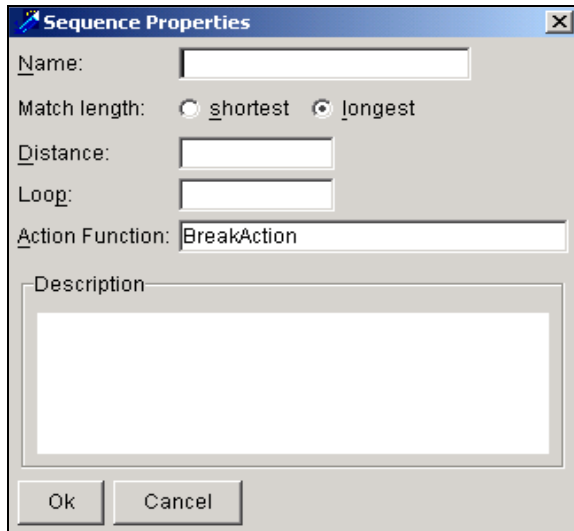 Sequence Properties
Name:
Match length: shortest longest
Distance:
Loop:
Action Function: BreakAction
Description
Ok Cancel